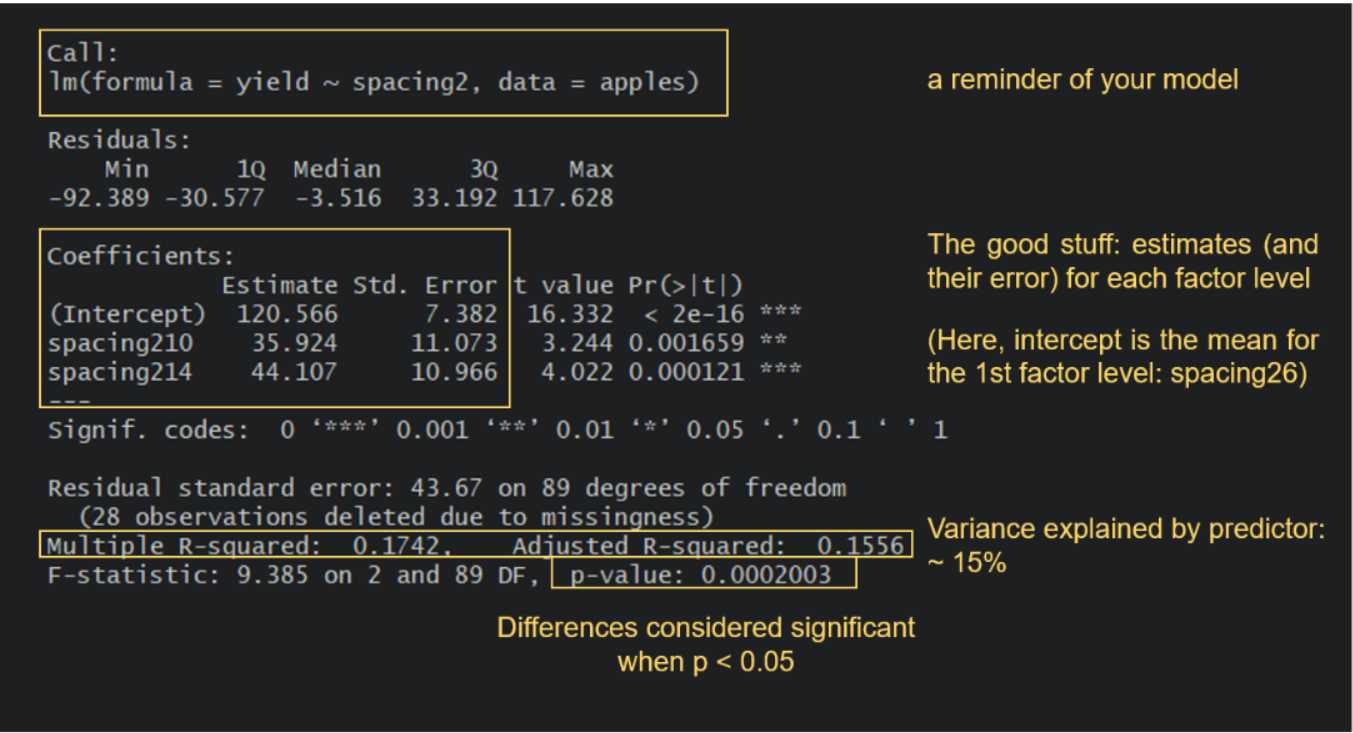 Call:
lm(formula = yield ~ spacing2, data = apples)
a reminder of your model
Residuals:
Min 1Q Median 3Q Max
-92.389 -30.577 -3.516 33.192 117.628
Coefficients:
Estimate Std. Error t value Pr(>|t|)
(Intercept) 120.566 7.382 16.332 < 2e-16 ***
spacing210 35.924 11.073 3.244 0.001659 **
spacing214 44.107 10.966 4.022 0.000121 ***
---
Signif. codes: 0 ‘***’ 0.001 ‘**’ 0.01 ‘*’ 0.05 ‘.’ 0.1 ‘ ’ 1
The good stuff: estimates (and
their error) for each factor level
(Here, intercept is the mean for
the 1st factor level: spacing26)
Residual standard error: 43.67 on 89 degrees of freedom
(28 observations deleted due to missingness)
Multiple R-squared: 0.1742, Adjusted R-squared: 0.1556
F-statistic: 9.385 on 2 and 89 DF, p-value: 0.0002003
Variance explained by predictor:
~ 15%
Differences considered significant
when p < 0.05